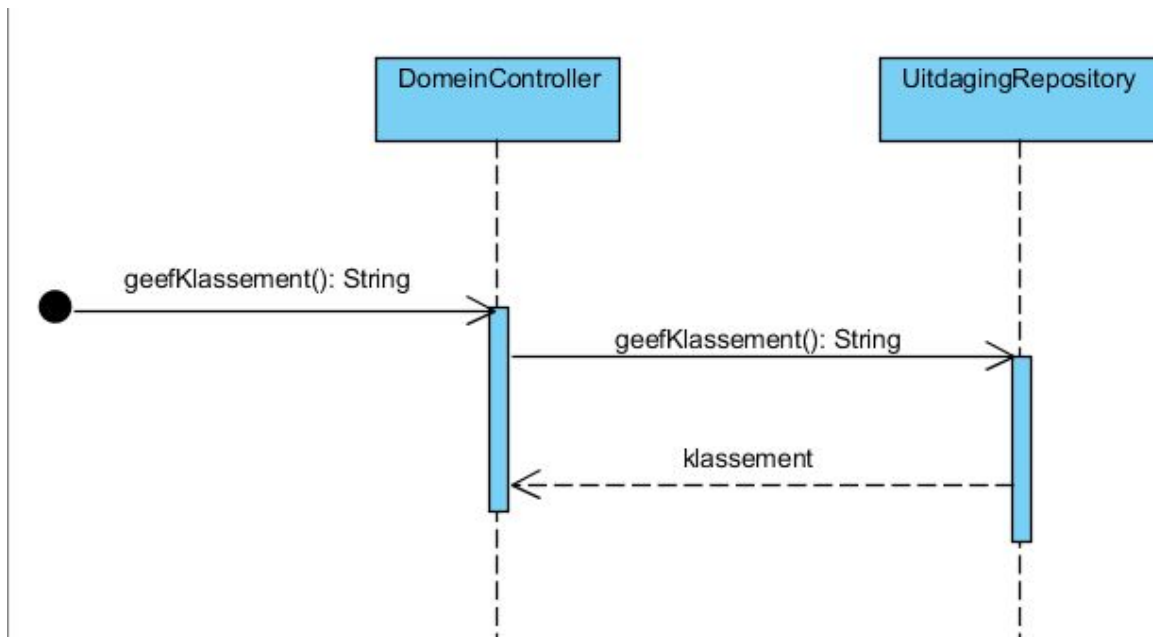 DomeinController
UitdagingRepository
geefKlassement(): String
geefKlassement(): String
klassement